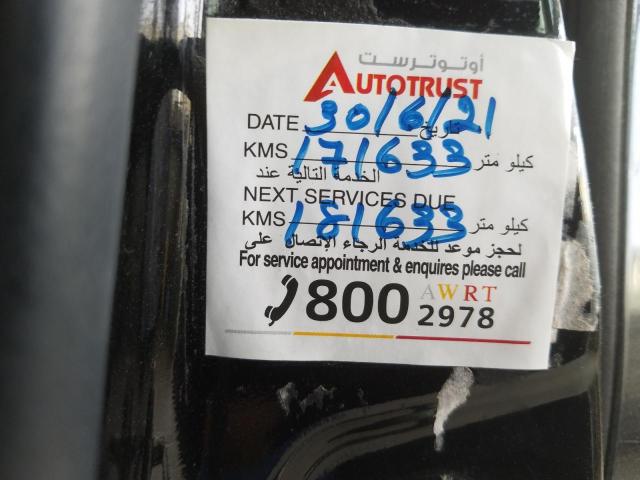 أوتوترست
AUTOTRUST
DATE 30/6/21 تاريخ
KMS 171633 كيلو متر
الخدمة التالية عند
NEXT SERVICES DUE
KMS 181633 كيلو متر
لحجز موعد للخدمة الرجاء الإتصال على
For service appointment & enquires please call
800 AWRT
2978